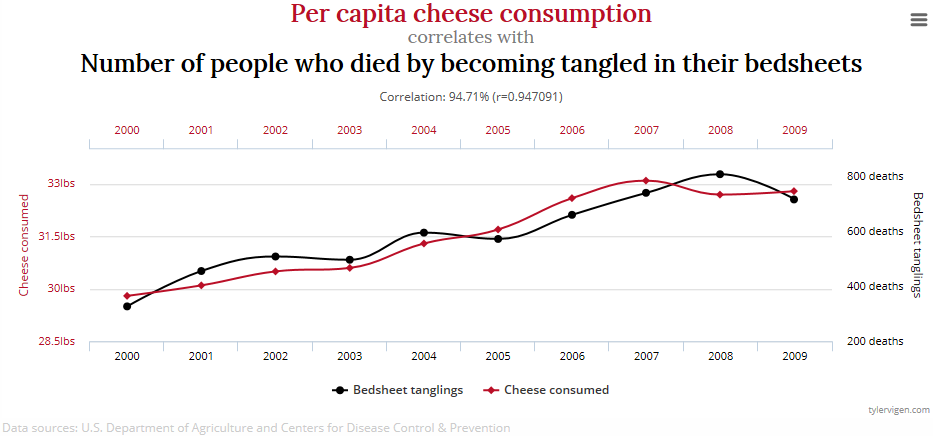 Per capita cheese consumption
correlates with
Number of people who died by becoming tangled in their bedsheets
Correlation: 94.71% (r=0.947091)
2000 2001 2002 2003 2004 2005 2006 2007 2008 2009
Cheese consumed
33lbs
31.5lbs
30lbs
28.5lbs
800 deaths
600 deaths
400 deaths
200 deaths
Bedsheet tanglings
2000 2001 2002 2003 2004 2005 2006 2007 2008 2009
Bedsheet tanglings Cheese consumed
tylervigen.com
Data sources: U.S. Department of Agriculture and Centers for Disease Control & Prevention